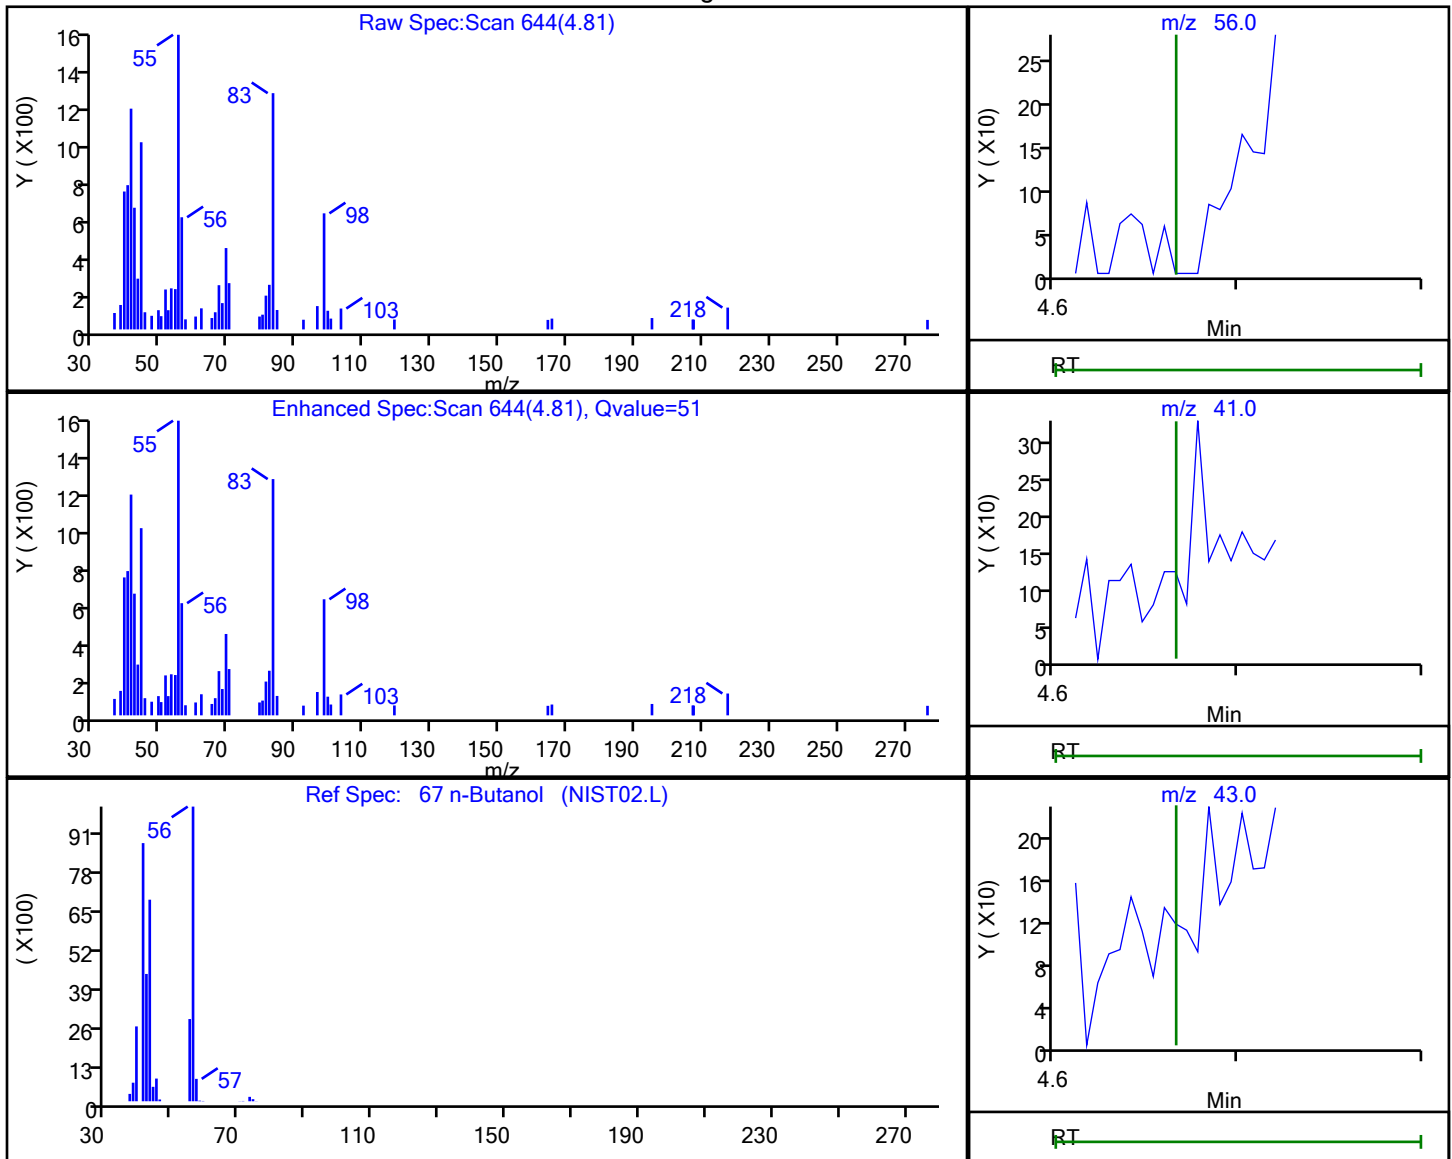 Raw Spec:Scan 644(4.81)
Y ( X100)
16
14
12
10
8
6
4
2
0
55
83
56
98
103
218
30 50 70 90 110 130 150 170 190 210 230 250 270
m/z
m/z 56.0
Y ( X10)
25
20
15
10
5
0
4.6
Min
RT
Enhanced Spec:Scan 644(4.81), Qvalue=51
Y ( X100)
16
14
12
10
8
6
4
2
0
55
83
56
98
103
218
30 50 70 90 110 130 150 170 190 210 230 250 270
m/z
m/z 41.0
Y ( X10)
30
25
20
15
10
5
0
4.6
Min
RT
Ref Spec: 67 n-Butanol (NIST02.L)
( X100)
91
78
65
52
39
26
13
0
56
57
30 70 110 150 190 230 270
m/z 43.0
Y ( X10)
20
16
12
8
4
0
4.6
Min
RT